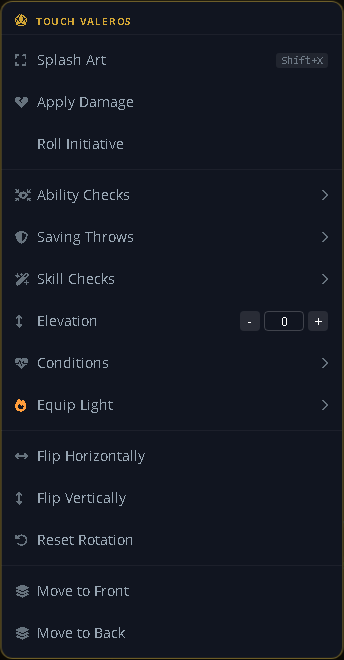 TOUCH VALEROS
Splash Art Shift+X
Apply Damage
Roll Initiative
Ability Checks
Saving Throws
Skill Checks
Elevation - 0 +
Conditions
Equip Light
Flip Horizontally
Flip Vertically
Reset Rotation
Move to Front
Move to Back